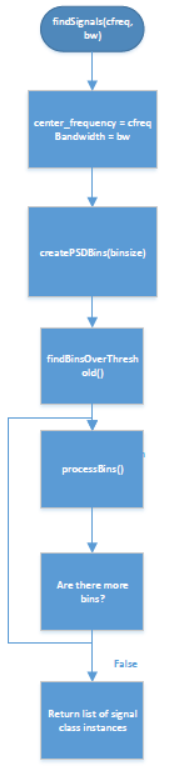 findSignals(cfreq,
bw)
center_frequency = cfreq
Bandwidth = bw
createPSDBins(binsize)
findBinsOverThresh
old()
processBins()
Are there more
bins?
False
Return list of signal
class instances